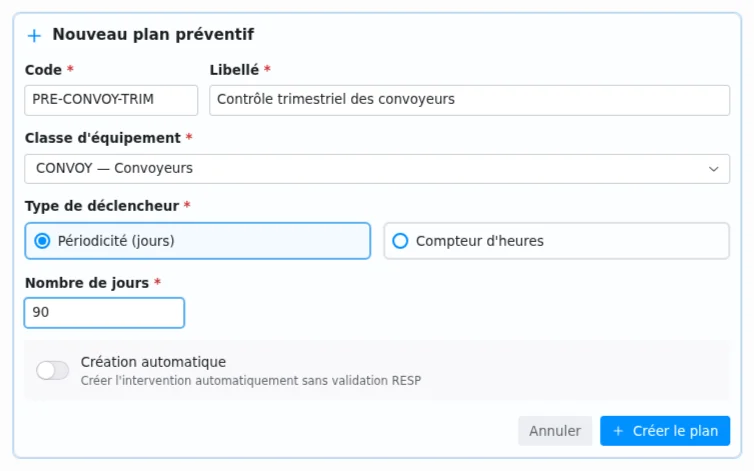 Nouveau plan préventif
Code *
Libellé *
PRE-CONVOY-TRIM
Contrôle trimestriel des convoyeurs
Classe d'équipement *
CONVOY — Convoyeurs
Type de déclencheur *
Périodicité (jours)
Compteur d'heures
Nombre de jours *
90
Création automatique
Créer l'intervention automatiquement sans validation RESP
Annuler
+ Créer le plan